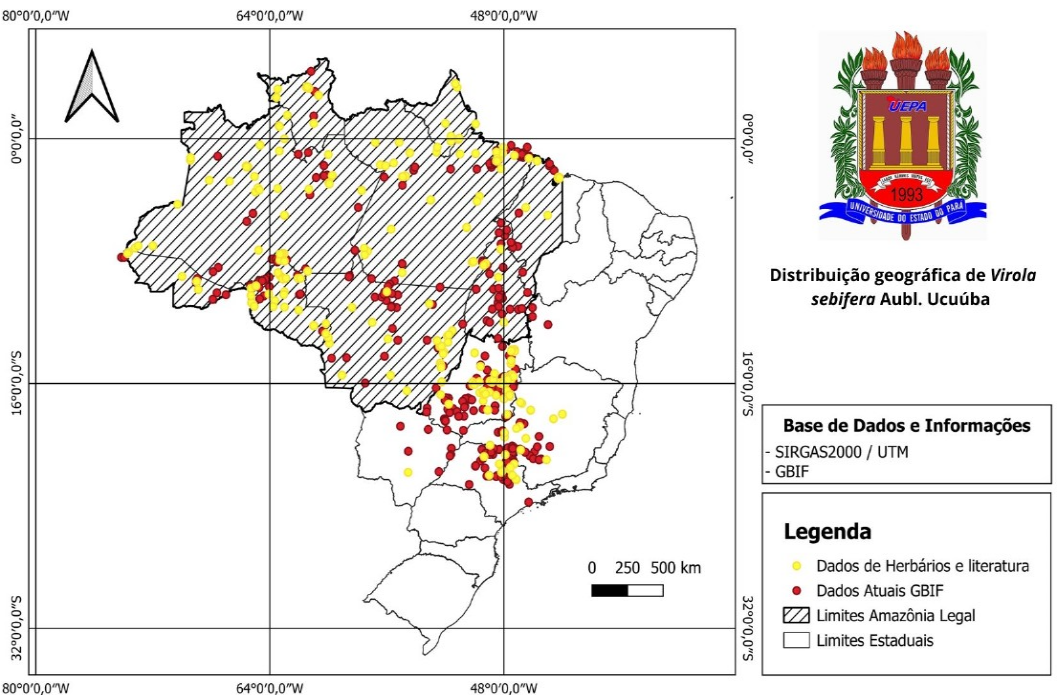 80°0'0,0"W
64°0'0,0"W
48°0'0,0"W
0°0'0,0"
0°0'0,0"
16°0'0,0"S
16°0'0,0"S
32°0'0,0"S
32°0'0,0"S
80°0'0,0"W
64°0'0,0"W
48°0'0,0"W
0 250 500 km
UEPA
1993
UNIVERSIDADE DO ESTADO DO PARÁ
Distribuição geográfica de Virola
sebifera Aubl. Ucuúba
Base de Dados e Informações
- SIRGAS2000 / UTM
- GBIF
Legenda
Dados de Herbários e literatura
Dados Atuais GBIF
Limites Amazônia Legal
Limites Estaduais